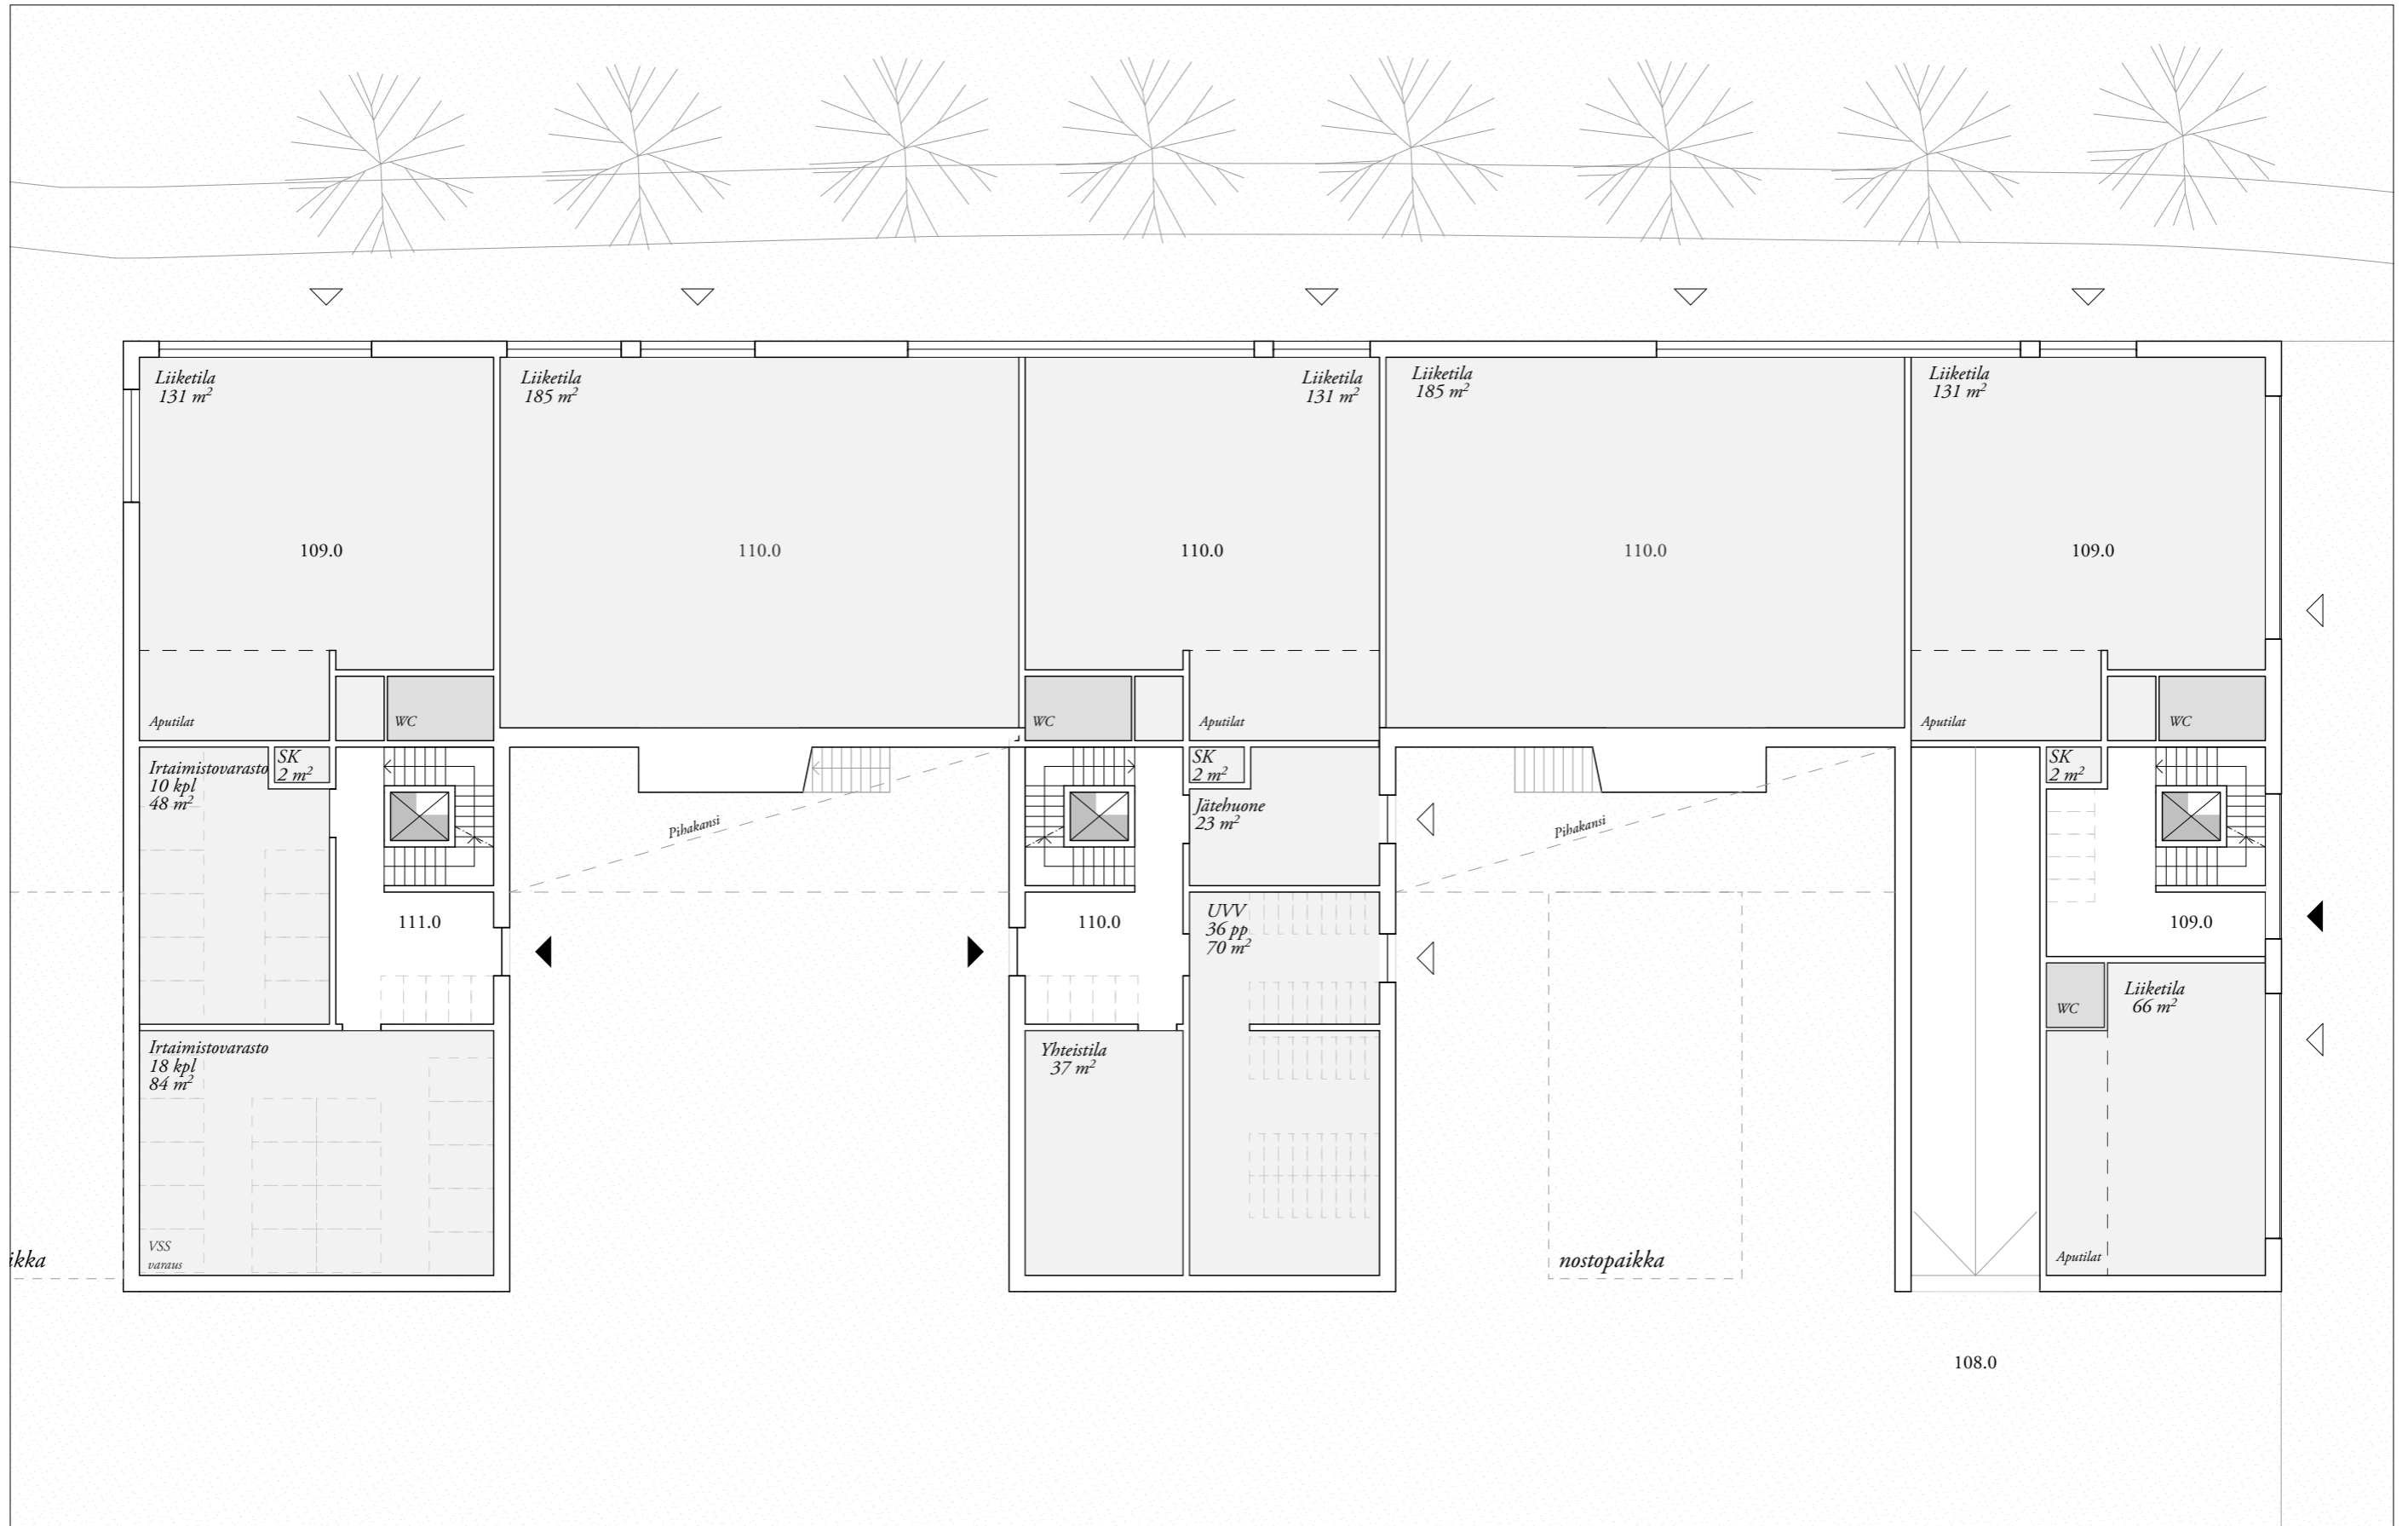 Liiketila
131 m²
Liiketila
185 m²
Liiketila
131 m²
Liiketila
185 m²
Liiketila
131 m²
109.0
110.0
110.0
110.0
109.0
Aputilat
WC
WC
Aputilat
Aputilat
WC
Irtaimistovarasto
10 kpl
48 m²
SK
2 m²
Pihakansi
SK
2 m²
Jätehuone
23 m²
Pihakansi
SK
2 m²
111.0
110.0
UVV
36 pp
70 m²
109.0
Irtaimistovarasto
18 kpl
84 m²
Yhteistila
37 m²
WC
Liiketila
66 m²
VSS
varaus
ikka
nostopaikka
Aputilat
108.0